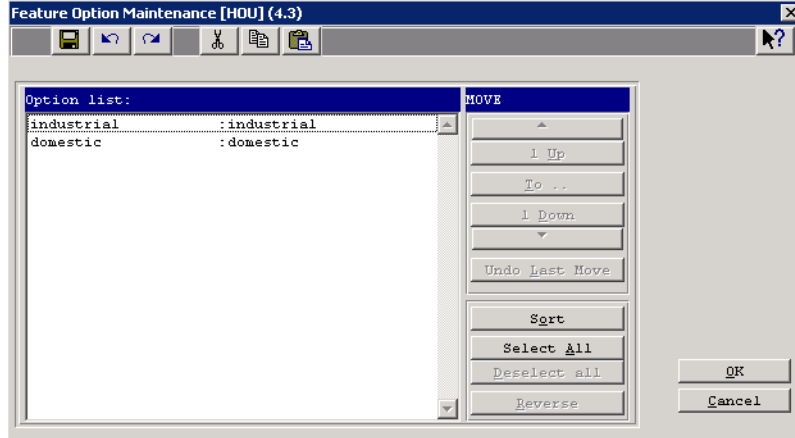 Feature Option Maintenance [HOU] (4.3)
Option list:
MOVE
industrial :industrial
domestic :domestic
1 Up
To ..
1 Down
Undo Last Move
Sort
Select All
Deselect all
Reverse
OK
Cancel